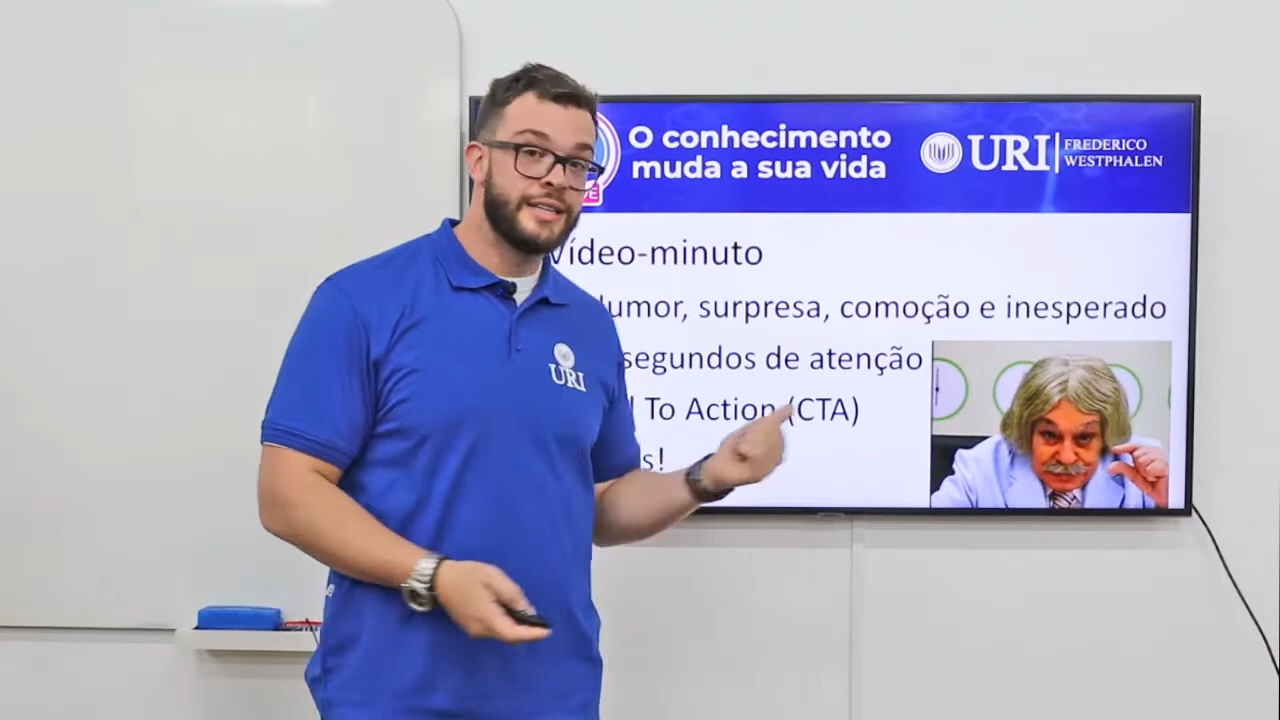 O conhecimento
muda a sua vida
URI FREDERICO
WESTPHALEN
Vídeo-minuto
surpresa, comoção e inesperado
segundos de atenção
To Action (CTA)
URI